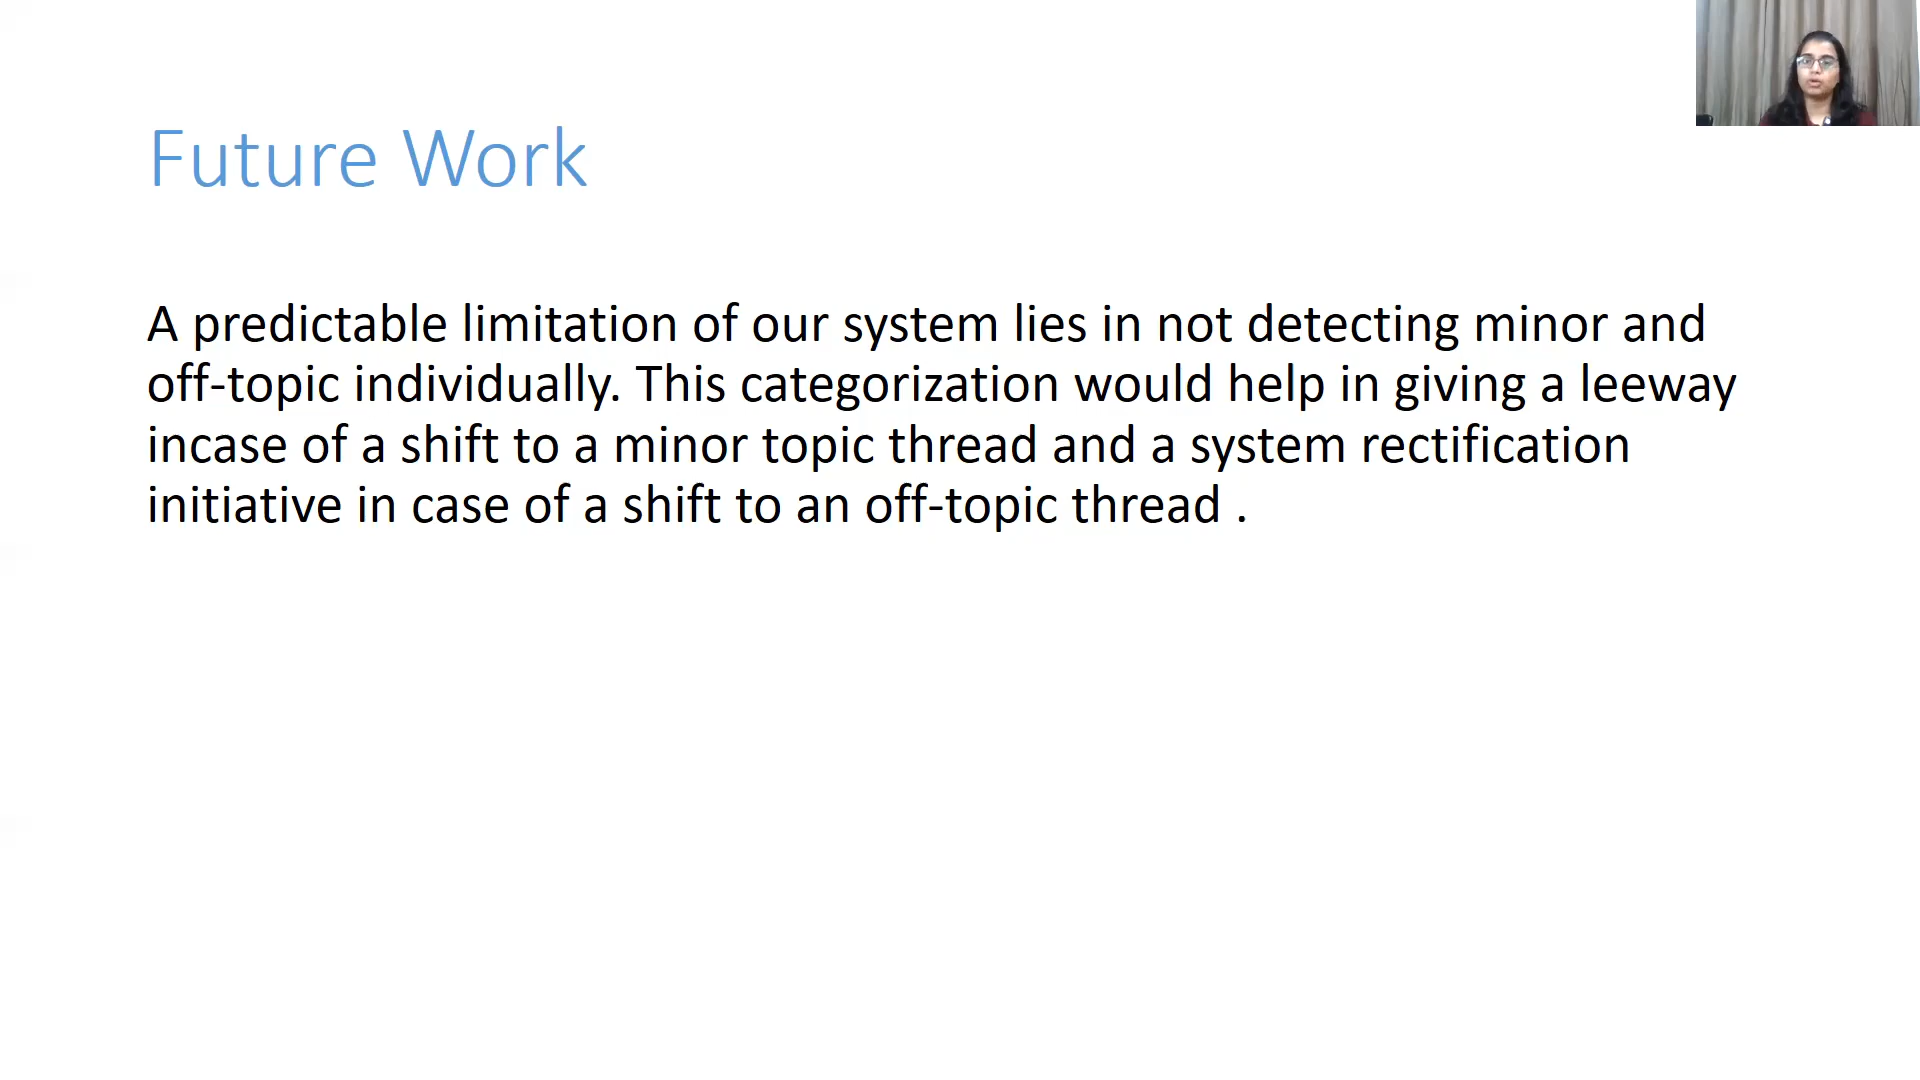 Future Work
A predictable limitation of our system lies in not detecting minor and
off-topic individually. This categorization would help in giving a leeway
incase of a shift to a minor topic thread and a system rectification
initiative in case of a shift to an off-topic thread .